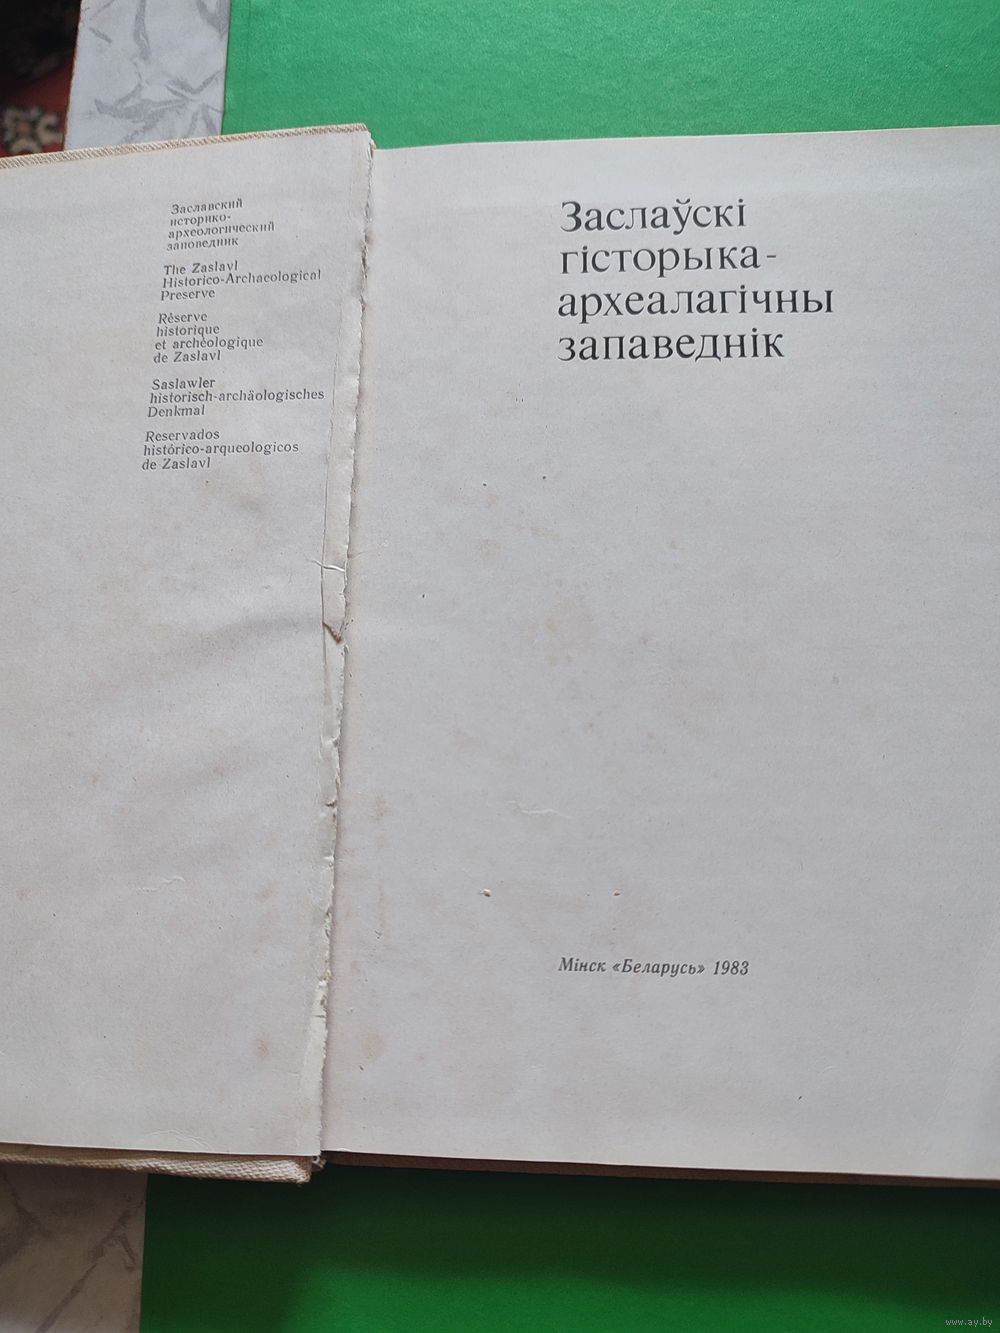 Заславский
историко-
археологический
заповедник
The Zaslavl
Historico-Archaeological
Preserve
Réserve
historique
et archéologique
de Zaslavl
Saslawler
historisch-archäologisches
Denkmal
Reservados
histórico-arqueologicos
de Zaslavl
Заслаўскі
гісторыка-
археалагічны
запаведнік
Мінск «Беларусь» 1983
www.ay.by